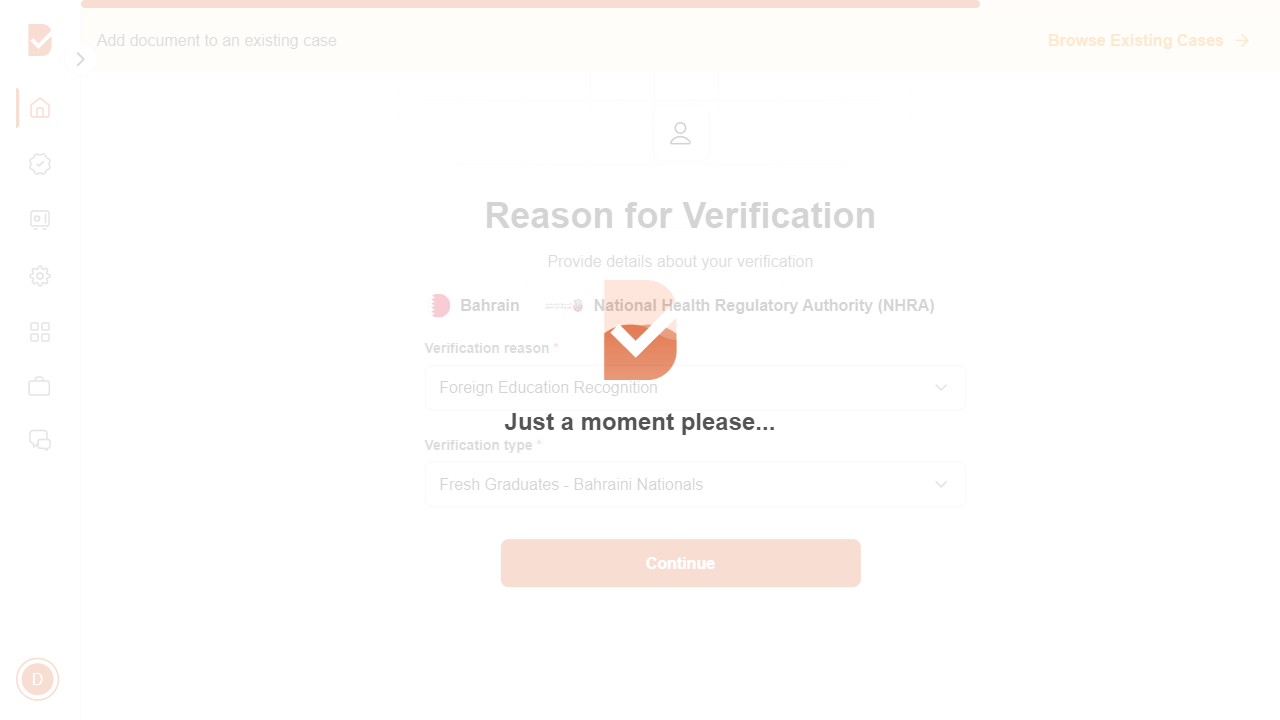 Add document to an existing case
Browse Existing Cases
Reason for Verification
Provide details about your verification
Bahrain
National Health Regulatory Authority (NHRA)
Verification reason *
Foreign Education Recognition
Just a moment please...
Verification type *
Fresh Graduates - Bahraini Nationals
Continue
D